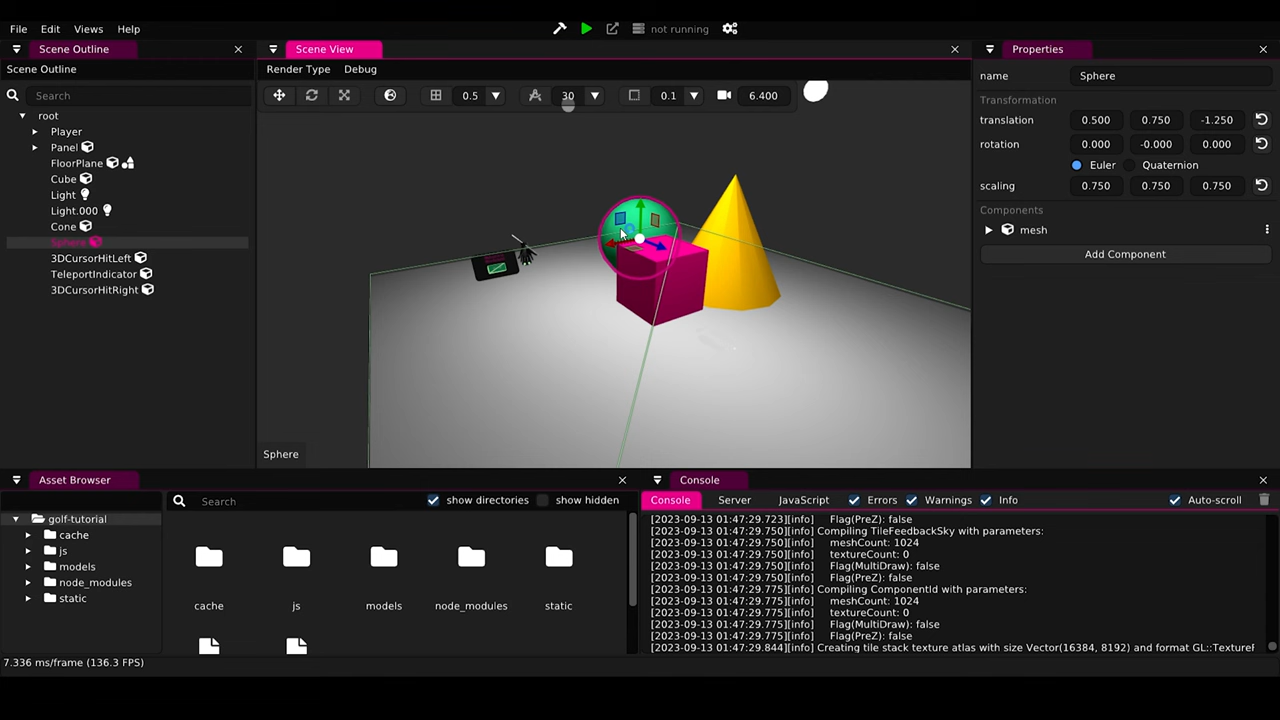 File Edit Views Help not running
Scene Outline Scene View Properties
Scene Outline Render Type Debug name Sphere
Search 0.5 30 0.1 6.400 Transformation
root translation 0.500 0.750 -1.250
Player
Panel rotation 0.000 -0.000 0.000
FloorPlane Euler Quaternion
Cube scaling 0.750 0.750 0.750
Light
Light.000 Components
Cone mesh
Sphere
3DCursorHitLeft Add Component
TeleportIndicator
3DCursorHitRight
Sphere
Asset Browser Console
Search show directories show hidden Console Server JavaScript Errors Warnings Info Auto-scroll
golf-tutorial
cache
js
models
node_modules
static
cache js models node_modules static
[2023-09-13 01:47:29.723][info] Flag(PreZ): false
[2023-09-13 01:47:29.750][info] Compiling TileFeedbackSky with parameters:
[2023-09-13 01:47:29.750][info] meshCount: 1024
[2023-09-13 01:47:29.750][info] textureCount: 0
[2023-09-13 01:47:29.750][info] Flag(MultiDraw): false
[2023-09-13 01:47:29.750][info] Flag(PreZ): false
[2023-09-13 01:47:29.775][info] Compiling ComponentId with parameters:
[2023-09-13 01:47:29.775][info] meshCount: 1024
[2023-09-13 01:47:29.775][info] textureCount: 0
[2023-09-13 01:47:29.775][info] Flag(MultiDraw): false
[2023-09-13 01:47:29.775][info] Flag(PreZ): false
[2023-09-13 01:47:29.844][info] Creating tile stack texture atlas with size Vector(16384, 8192) and format GL::TextureF
7.336 ms/frame (136.3 FPS)